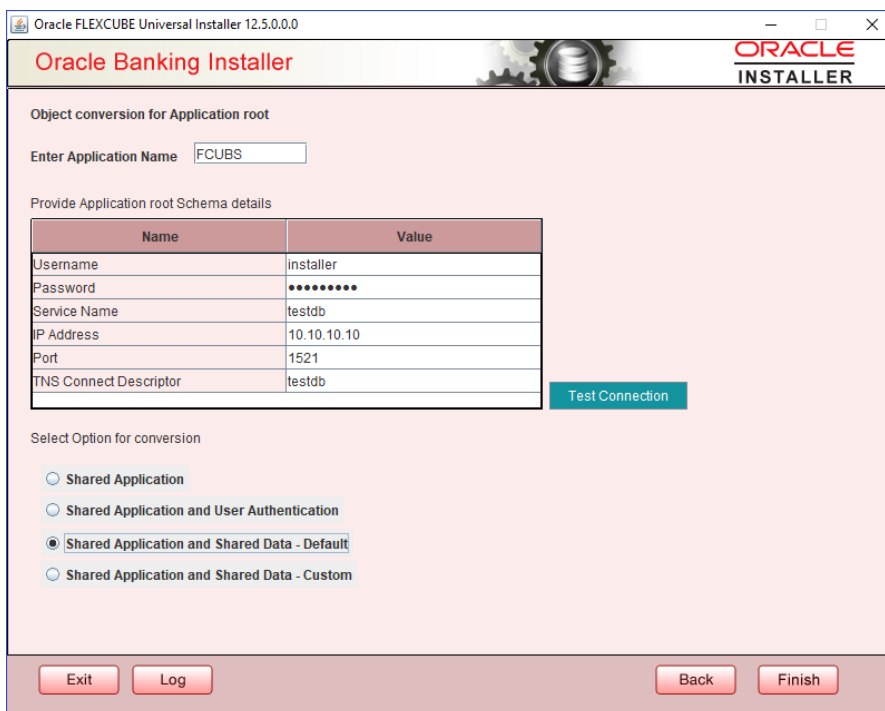 Oracle FLEXCUBE Universal Installer 12.5.0.0.0
Oracle Banking Installer
ORACLE
INSTALLER
Object conversion for Application root
Enter Application Name FCUBS
Provide Application root Schema details
Name Value
Username installer
Password •••••••••
Service Name testdb
IP Address 10.10.10.10
Port 1521
TNS Connect Descriptor testdb
Test Connection
Select Option for conversion
Shared Application
Shared Application and User Authentication
Shared Application and Shared Data - Default
Shared Application and Shared Data - Custom
Exit Log Back Finish